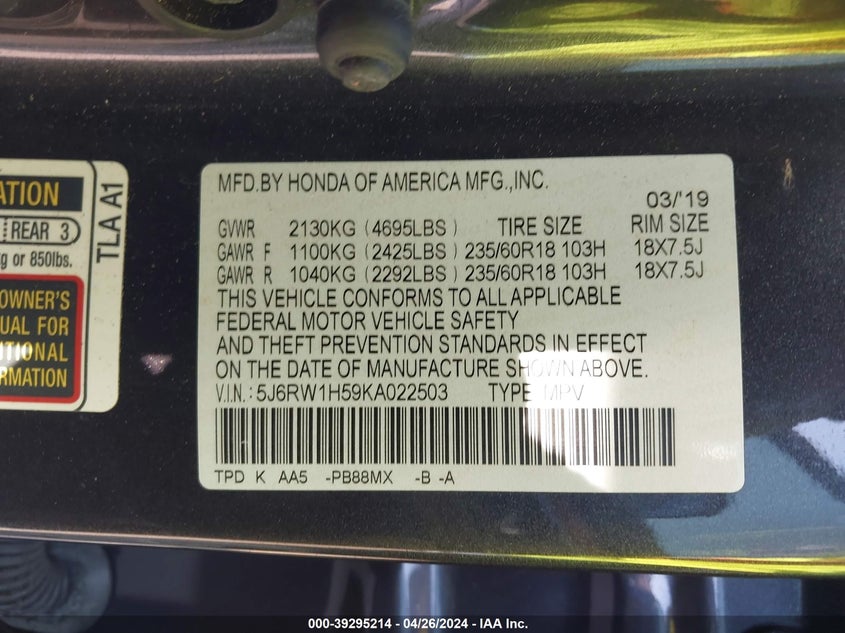 ATION
REAR 3
g or 850lbs.
OWNER'S
UAL FOR
ITIONAL
RMATION
TLA A1
MFD.BY HONDA OF AMERICA MFG.,INC.
03/'19
GVWR 2130KG (4695LBS) TIRE SIZE RIM SIZE
GAWR F 1100KG (2425LBS) 235/60R18 103H 18X7.5J
GAWR R 1040KG (2292LBS) 235/60R18 103H 18X7.5J
THIS VEHICLE CONFORMS TO ALL APPLICABLE
FEDERAL MOTOR VEHICLE SAFETY
AND THEFT PREVENTION STANDARDS IN EFFECT
ON THE DATE OF MANUFACTURE SHOWN ABOVE.
V.I.N.: 5J6RW1H59KA022503 TYPE: MPV
TPD K AA5 -PB88MX -B -A
000-39295214 - 04/26/2024 - IAA Inc.